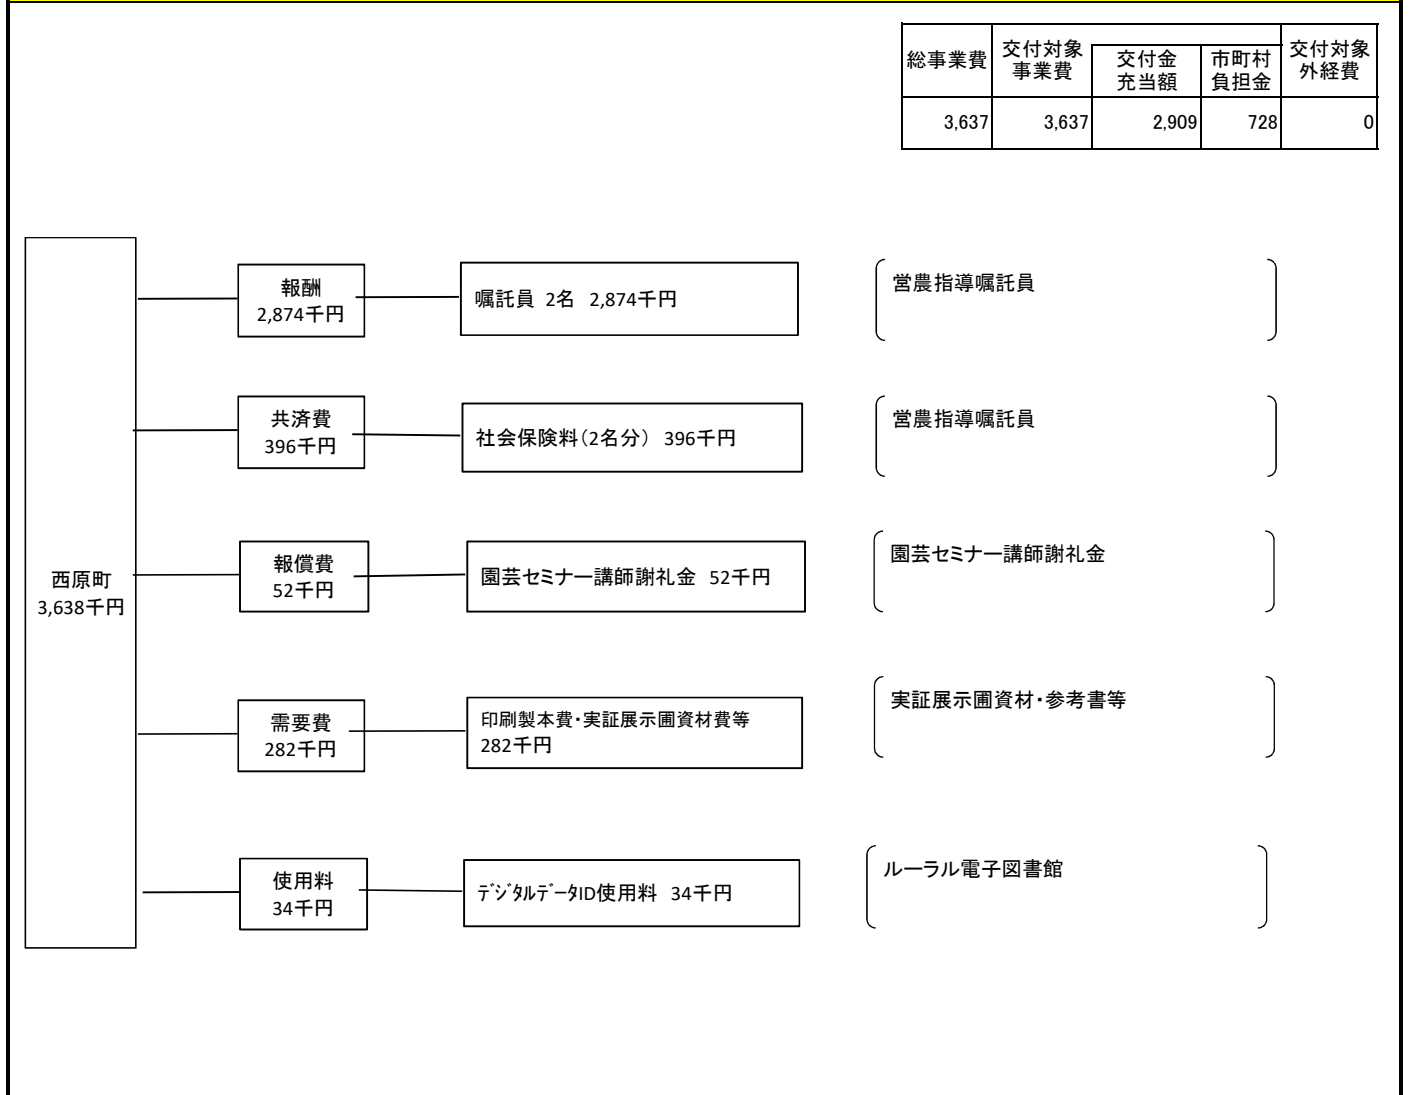 総事業費
交付対象
事業費
交付金
充当額
市町村
負担金
交付対象
外経費
3,637 3,637 2,909 728 0
西原町
3,638千円
報酬
2,874千円
嘱託員 2名 2,874千円
営農指導嘱託員
共済費
396千円
社会保険料(2名分) 396千円
営農指導嘱託員
報償費
52千円
園芸セミナー講師謝礼金 52千円
園芸セミナー講師謝礼金
需要費
282千円
印刷製本費・実証展示圃資材費等
282千円
実証展示圃資材・参考書等
使用料
34千円
ﾃﾞｼﾞﾀﾙﾃﾞｰﾀID使用料 34千円
ルーラル電子図書館